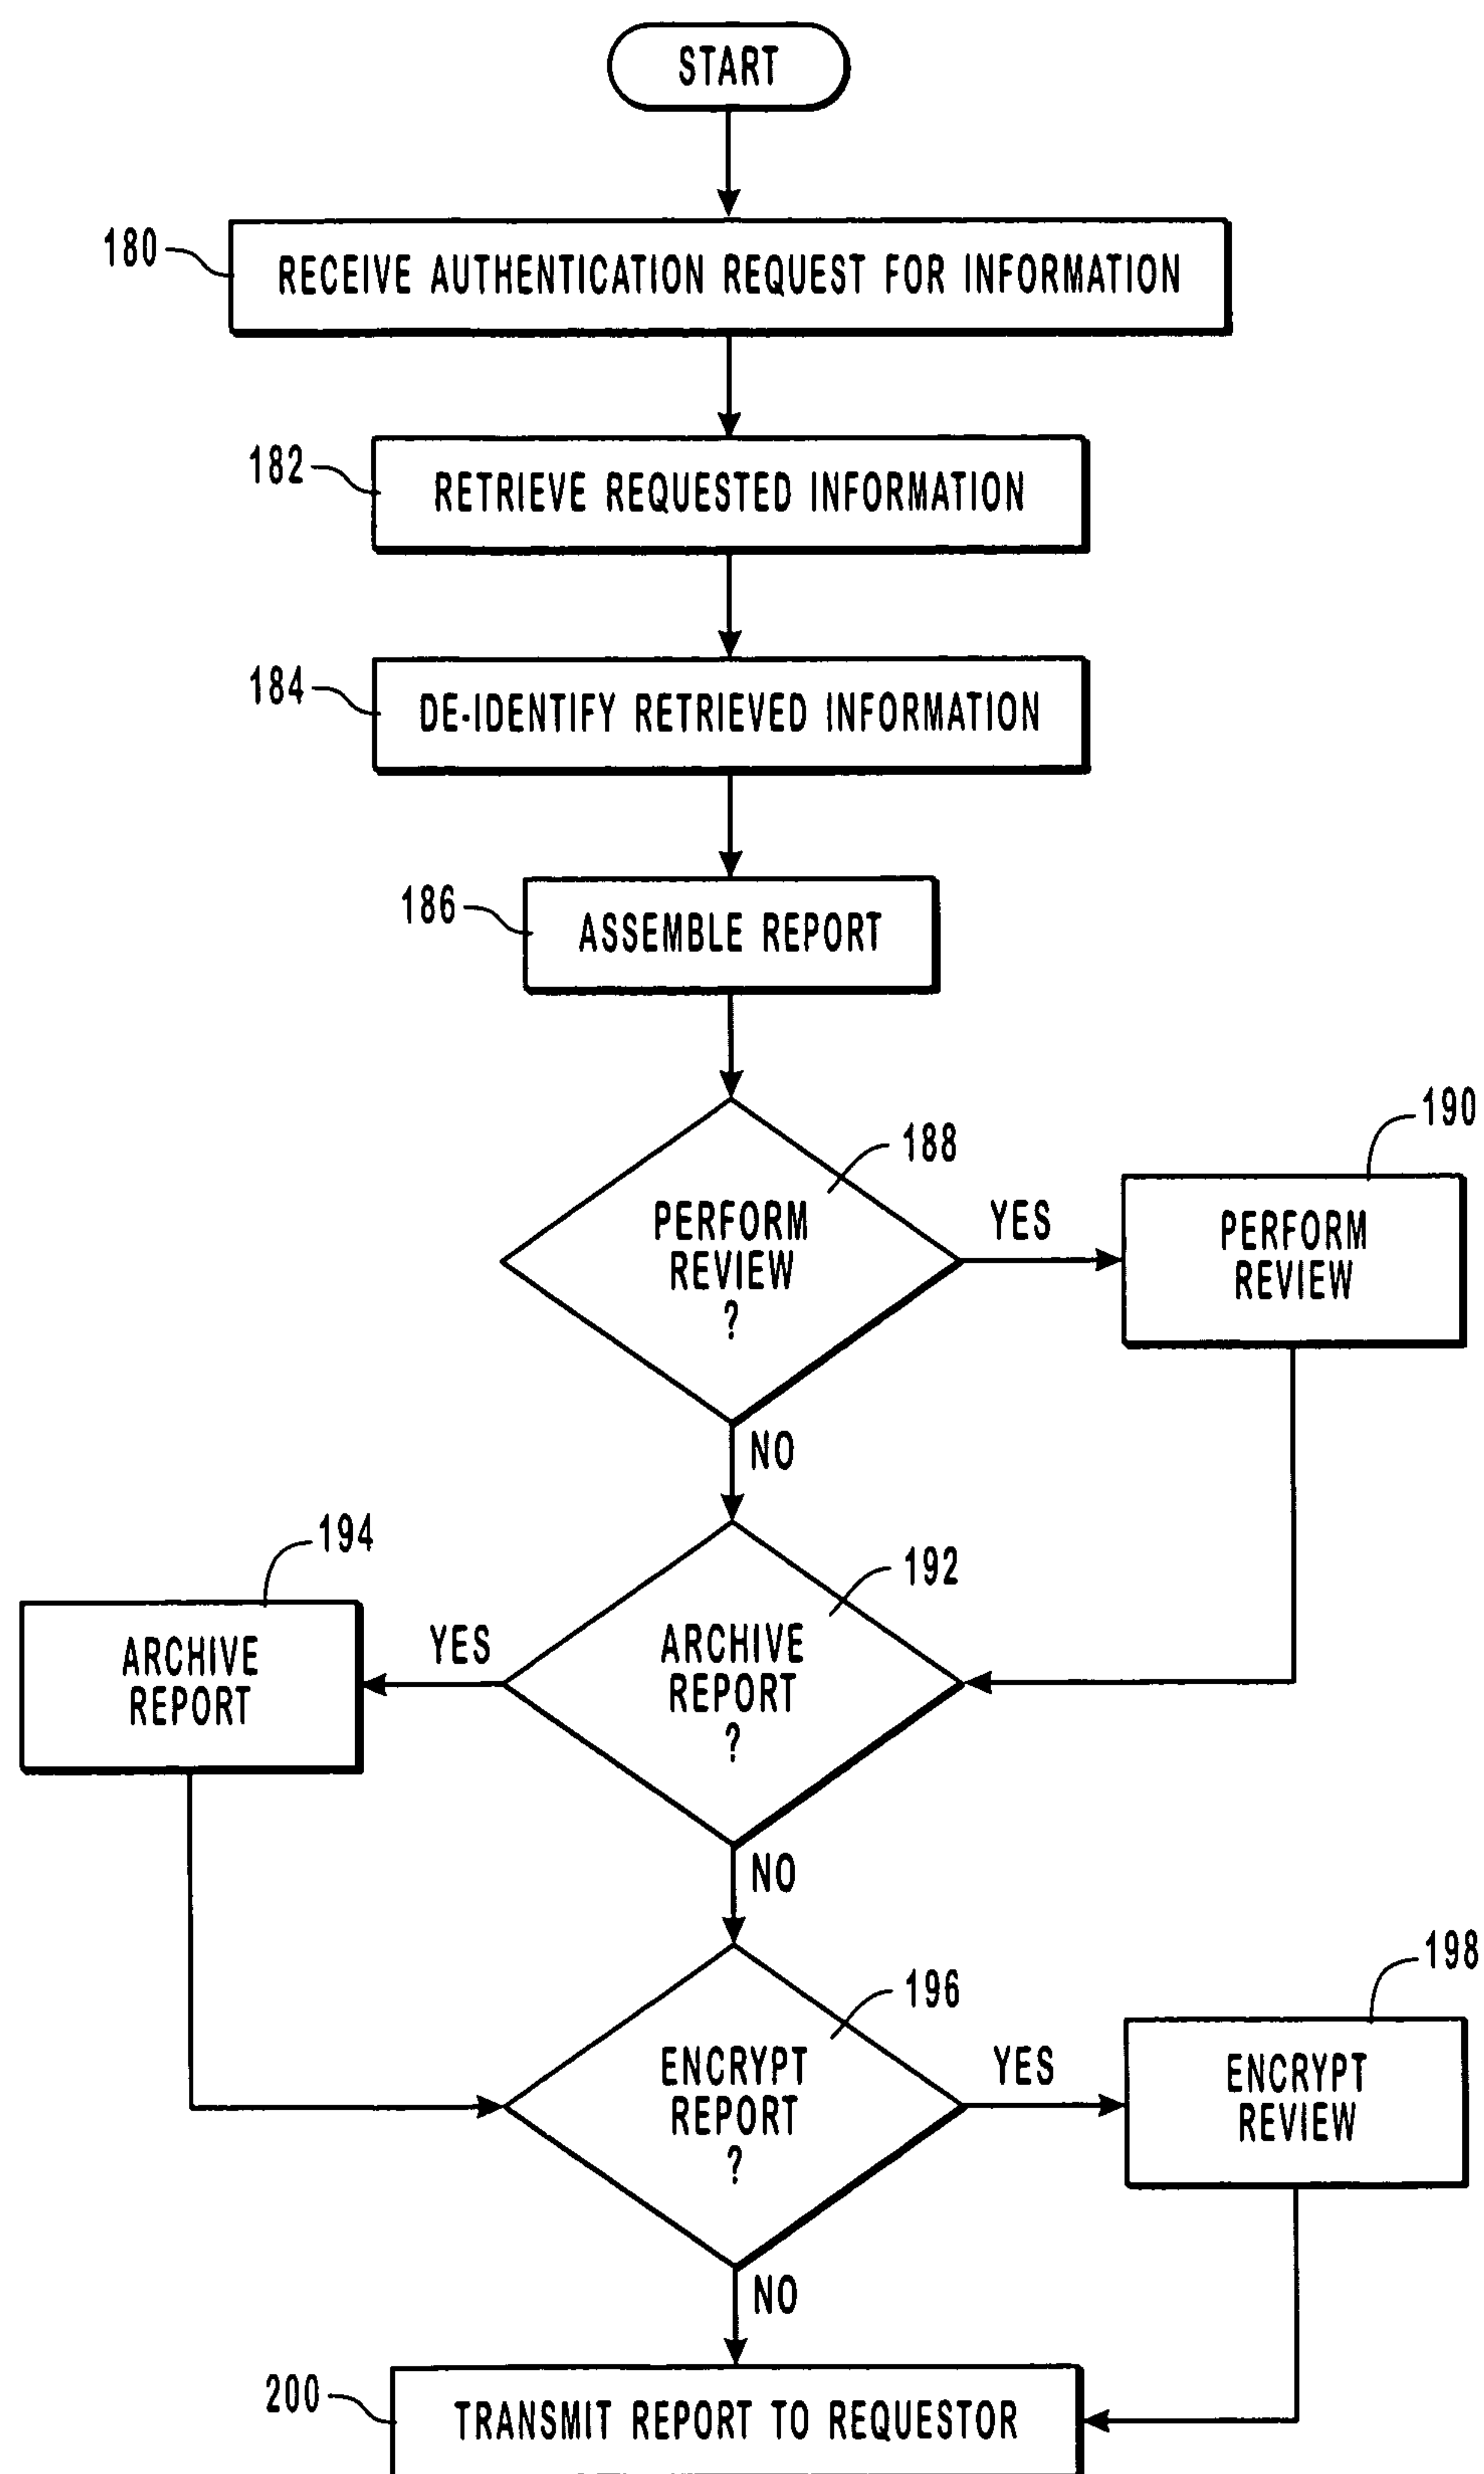 START
180
RECEIVE AUTHENTICATION REQUEST FOR INFORMATION
182
RETRIEVE REQUESTED INFORMATION
184
DE-IDENTIFY RETRIEVED INFORMATION
186
ASSEMBLE REPORT
188
PERFORM
REVIEW
?
YES
190
PERFORM
REVIEW
NO
192
ARCHIVE
REPORT
?
YES
194
ARCHIVE
REPORT
NO
196
ENCRYPT
REPORT
?
YES
198
ENCRYPT
REVIEW
NO
200
TRANSMIT REPORT TO REQUESTOR